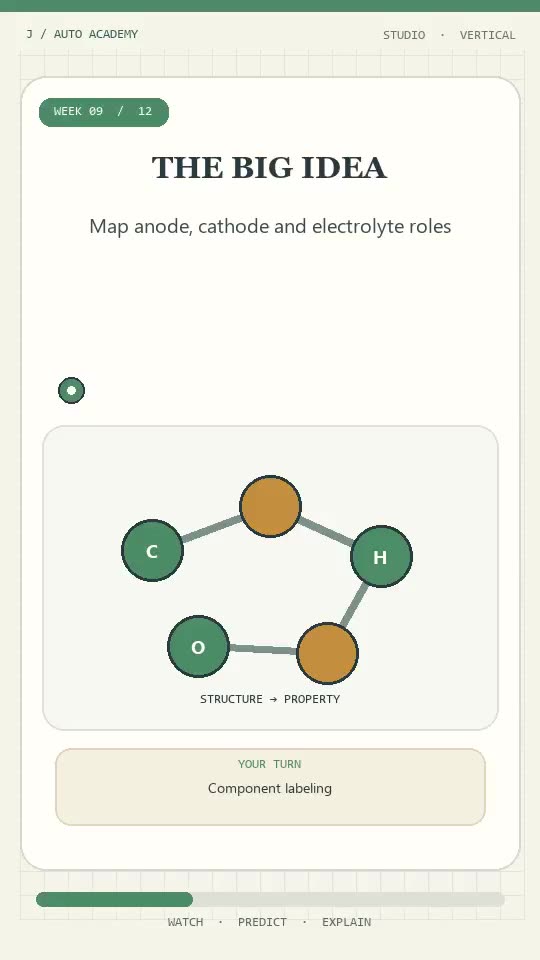 J / AUTO ACADEMY
STUDIO · VERTICAL
WEEK 09 / 12
THE BIG IDEA
Map anode, cathode and electrolyte roles
C
H
O
STRUCTURE → PROPERTY
YOUR TURN
Component labeling
WATCH · PREDICT · EXPLAIN